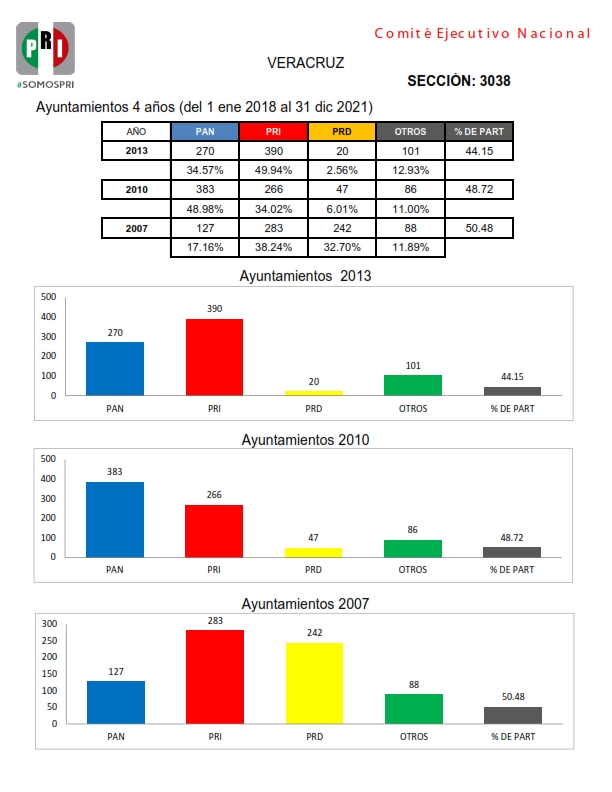 Comité Ejecutivo Nacional
PRI
#SOMOSPRI
VERACRUZ
SECCIÒN: 3038
Ayuntamientos 4 años (del 1 ene 2018 al 31 dic 2021)
AÑO PAN PRI PRD OTROS % DE PART
2013 270 390 20 101 44.15
34.57% 49.94% 2.56% 12.93%
2010 383 266 47 86 48.72
48.98% 34.02% 6.01% 11.00%
2007 127 283 242 88 50.48
17.16% 38.24% 32.70% 11.89%
Ayuntamientos 2013
500
400
300
200
100
0
270
390
20
101
44.15
PAN PRI PRD OTROS % DE PART
Ayuntamientos 2010
500
400
300
200
100
0
383
266
47
86
48.72
PAN PRI PRD OTROS % DE PART
Ayuntamientos 2007
300
250
200
150
100
50
0
127
283
242
88
50.48
PAN PRI PRD OTROS % DE PART